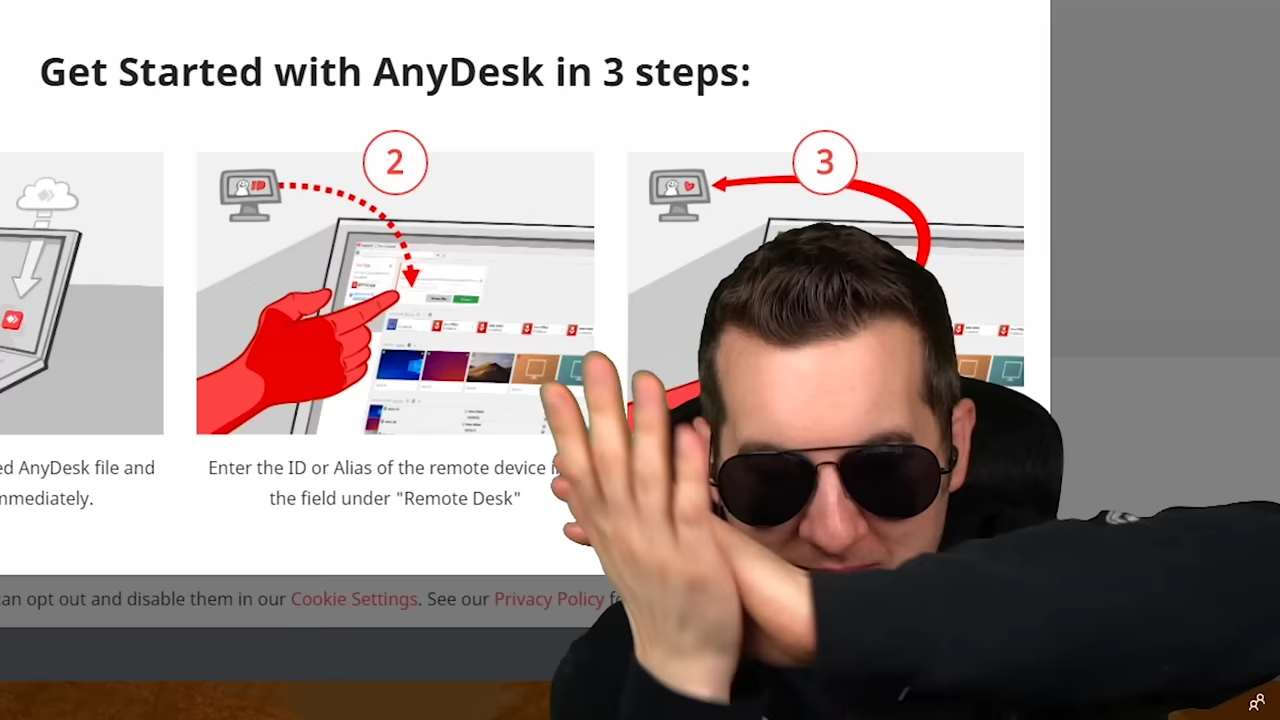 Get Started with AnyDesk in 3 steps:
2
3
ID
ed AnyDesk file and
mmediately.
Enter the ID or Alias of the remote device i
the field under "Remote Desk"
can opt out and disable them in our Cookie Settings. See our Privacy Policy f